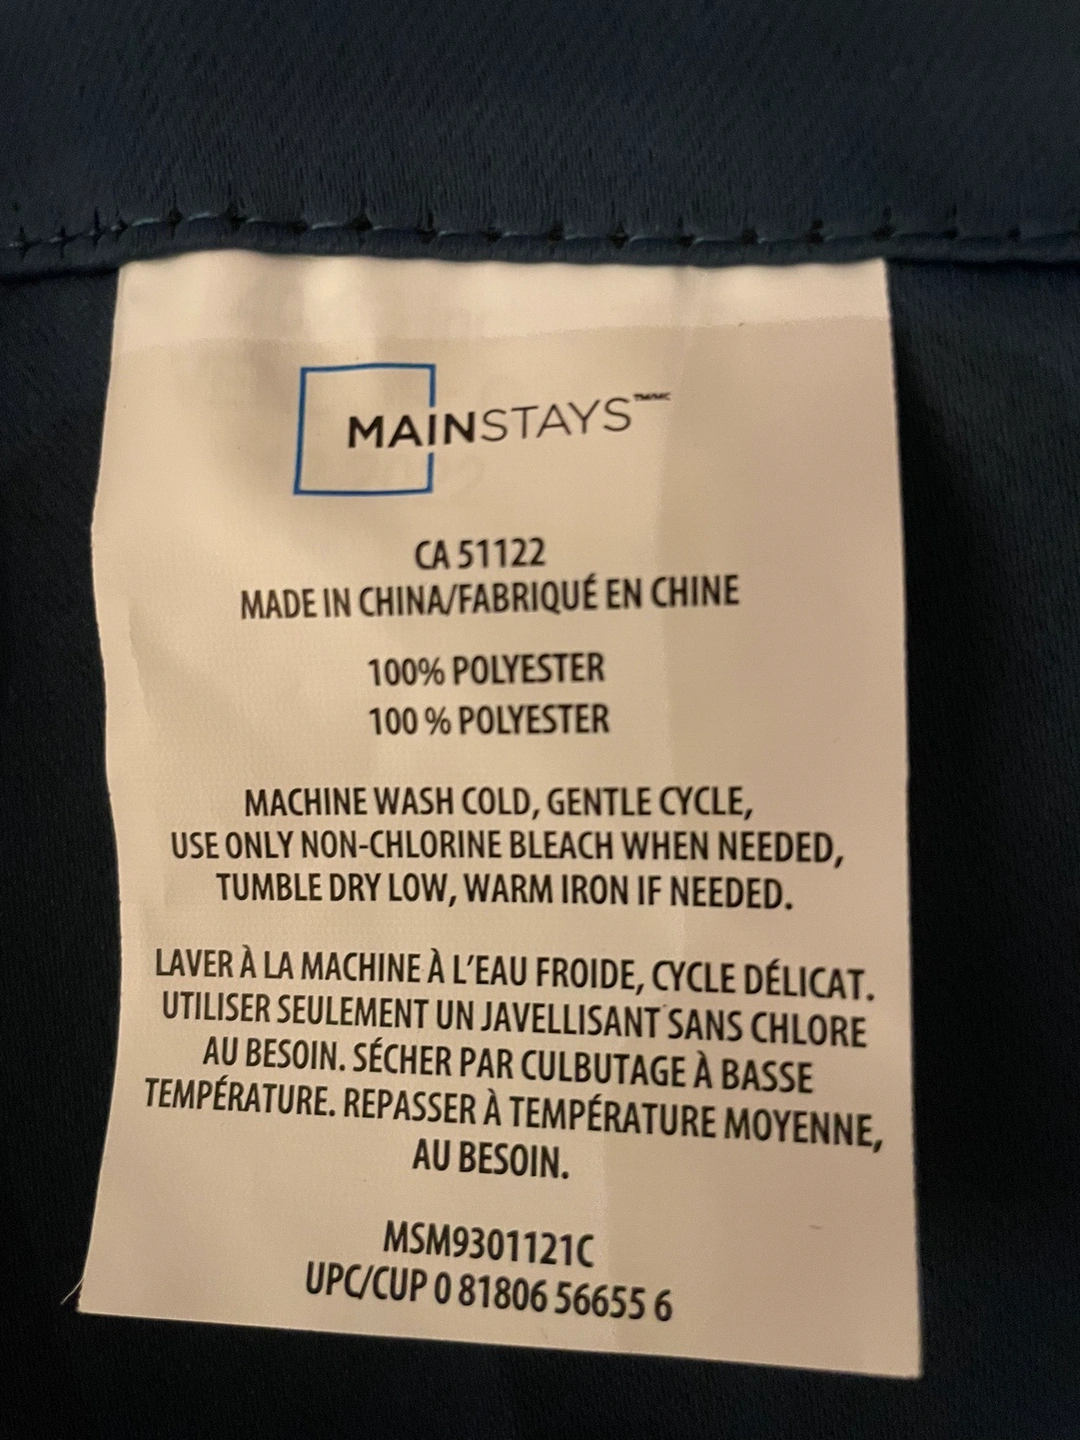 MAINSTAYS™/MC
CA 51122
MADE IN CHINA/FABRIQUÉ EN CHINE
100% POLYESTER
100 % POLYESTER
MACHINE WASH COLD, GENTLE CYCLE,
USE ONLY NON-CHLORINE BLEACH WHEN NEEDED,
TUMBLE DRY LOW, WARM IRON IF NEEDED.
LAVER À LA MACHINE À L'EAU FROIDE, CYCLE DÉLICAT.
UTILISER SEULEMENT UN JAVELLISANT SANS CHLORE
AU BESOIN. SÉCHER PAR CULBUTAGE À BASSE
TEMPÉRATURE. REPASSER À TEMPÉRATURE MOYENNE,
AU BESOIN.
MSM9301121C
UPC/CUP 0 81806 56655 6